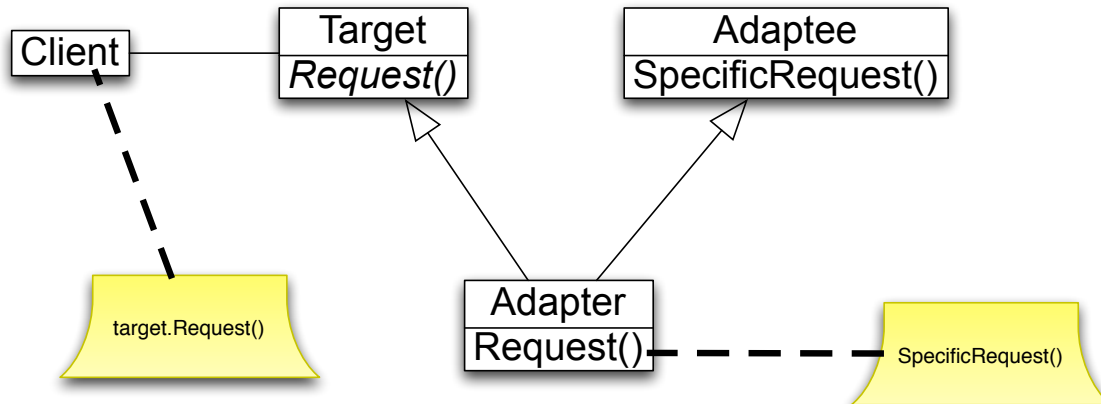 Client
Target
Request()
Adaptee
SpecificRequest()
target.Request()
Adapter
Request()
SpecificRequest()